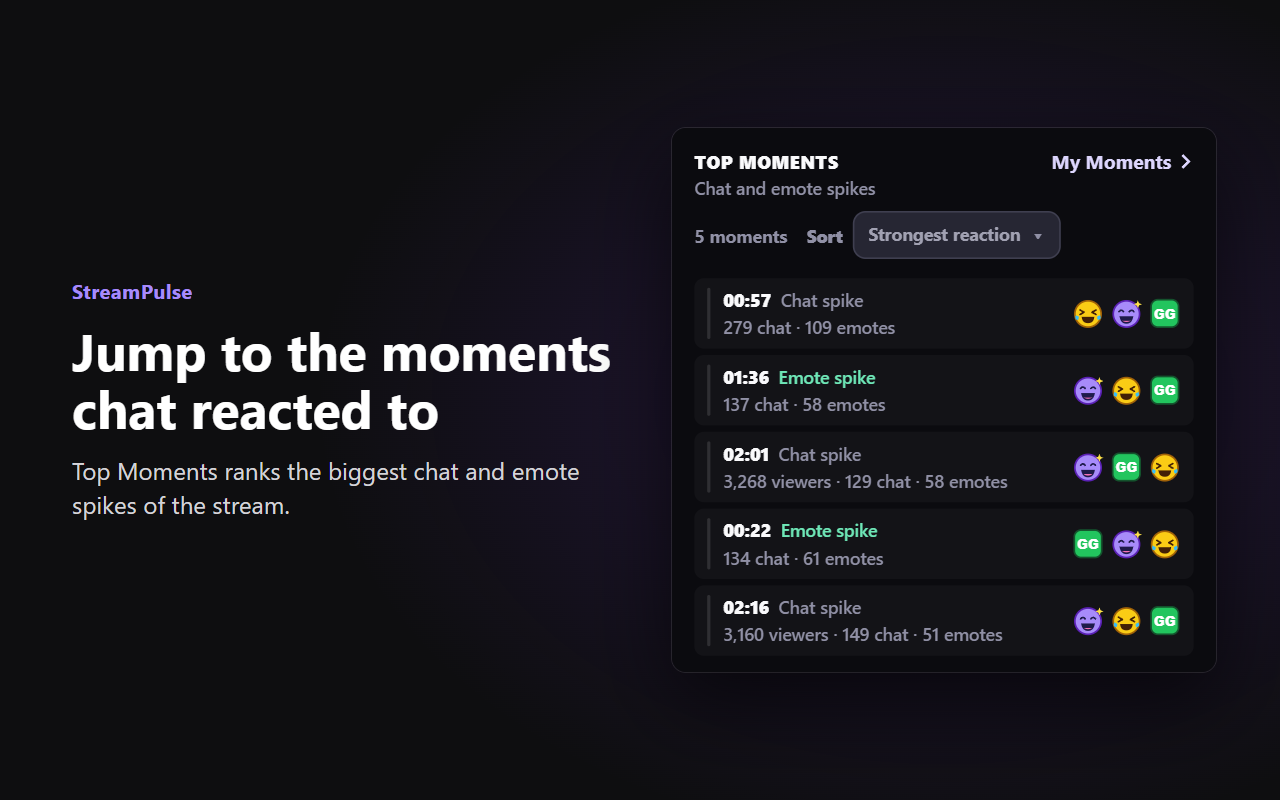 StreamPulse
Jump to the moments
chat reacted to
Top Moments ranks the biggest chat and emote
spikes of the stream.
TOP MOMENTS
My Moments
Chat and emote spikes
5 moments Sort Strongest reaction
00:57 Chat spike
279 chat · 109 emotes
GG
01:36 Emote spike
137 chat · 58 emotes
GG
02:01 Chat spike
3,268 viewers · 129 chat · 58 emotes
GG
00:22 Emote spike
134 chat · 61 emotes
GG
02:16 Chat spike
3,160 viewers · 149 chat · 51 emotes
GG